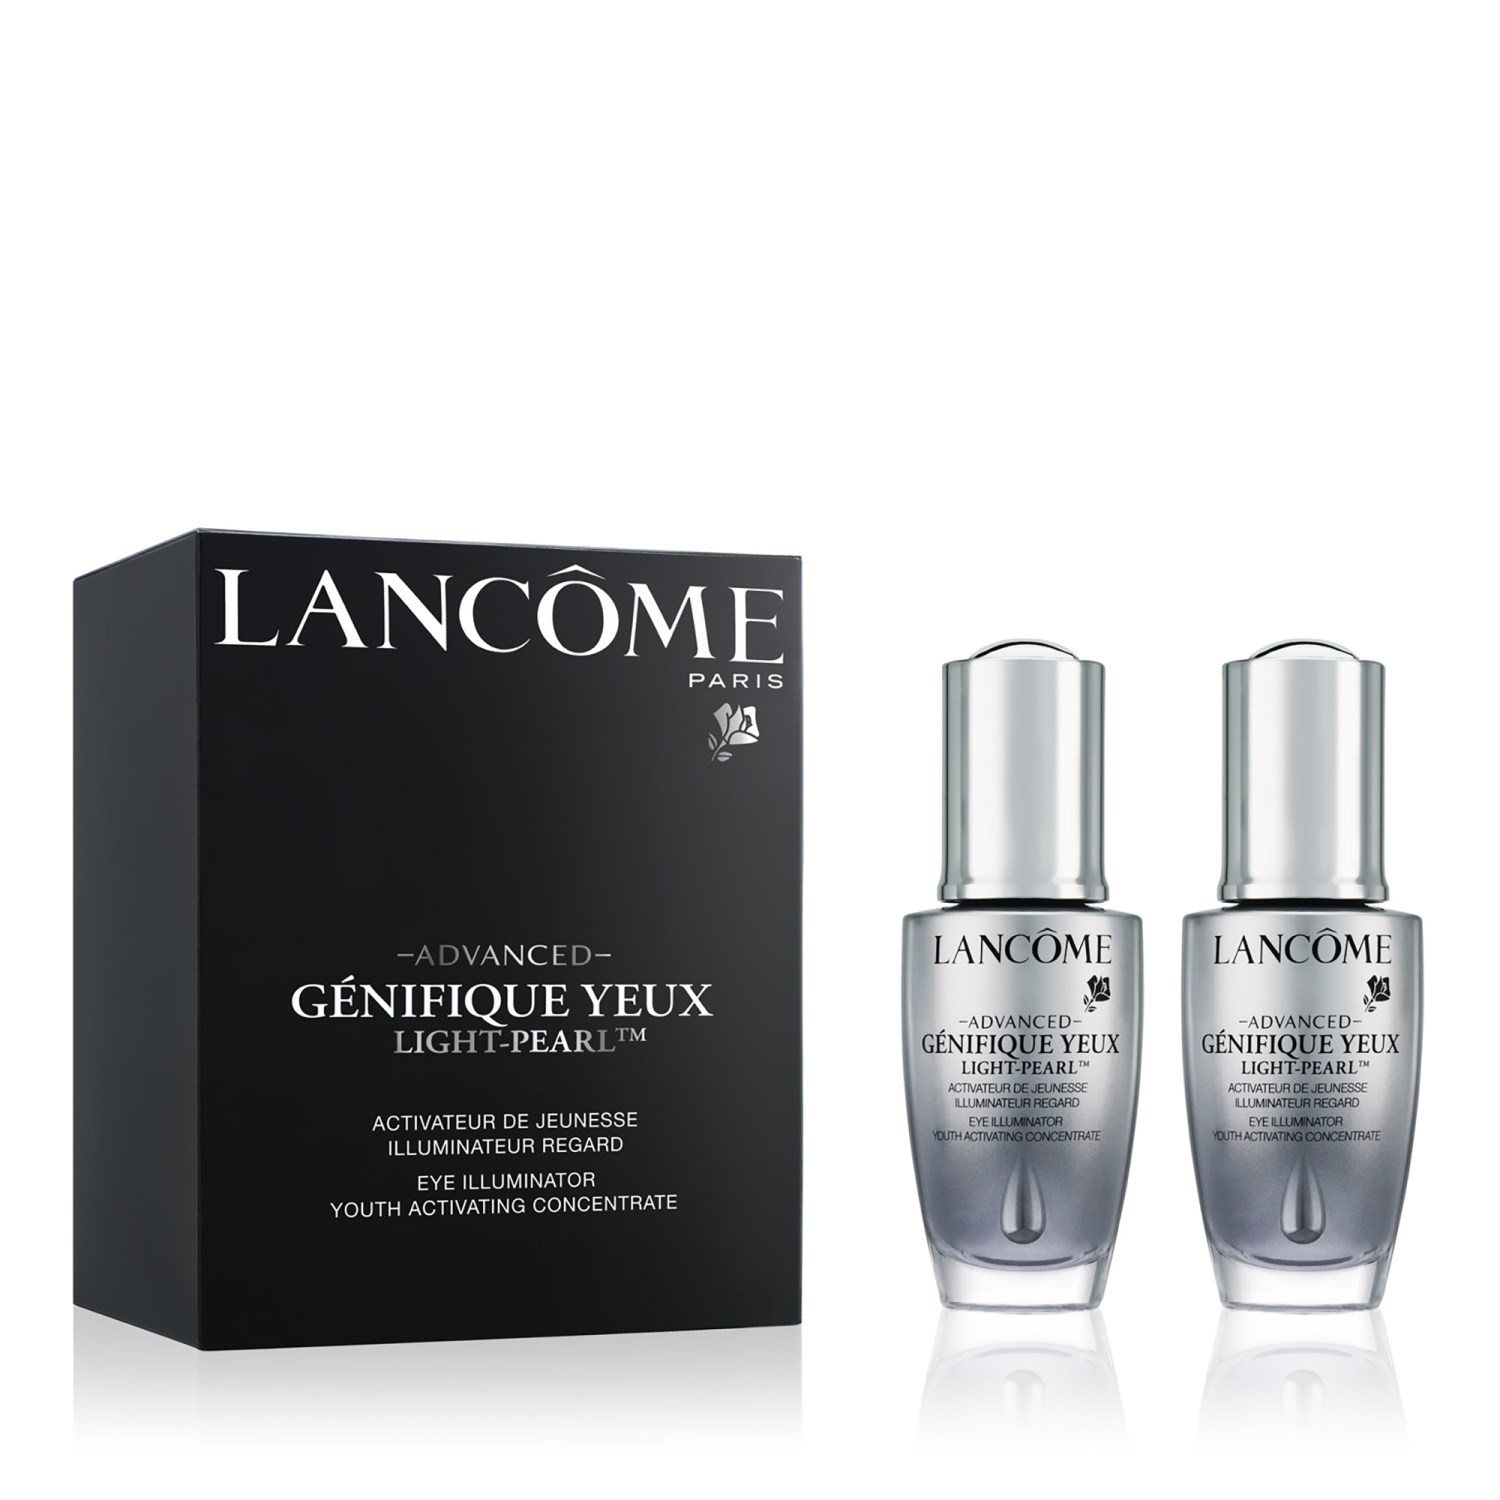 LANCÔME
PARIS
–ADVANCED–
GÉNIFIQUE YEUX
LIGHT-PEARL™
ACTIVATEUR DE JEUNESSE
ILLUMINATEUR REGARD
EYE ILLUMINATOR
YOUTH ACTIVATING CONCENTRATE
LANCÔME
–ADVANCED–
GÉNIFIQUE YEUX
LIGHT-PEARL™
ACTIVATEUR DE JEUNESSE
ILLUMINATEUR REGARD
EYE ILLUMINATOR
YOUTH ACTIVATING CONCENTRATE
LANCÔME
–ADVANCED–
GÉNIFIQUE YEUX
LIGHT-PEARL™
ACTIVATEUR DE JEUNESSE
ILLUMINATEUR REGARD
EYE ILLUMINATOR
YOUTH ACTIVATING CONCENTRATE